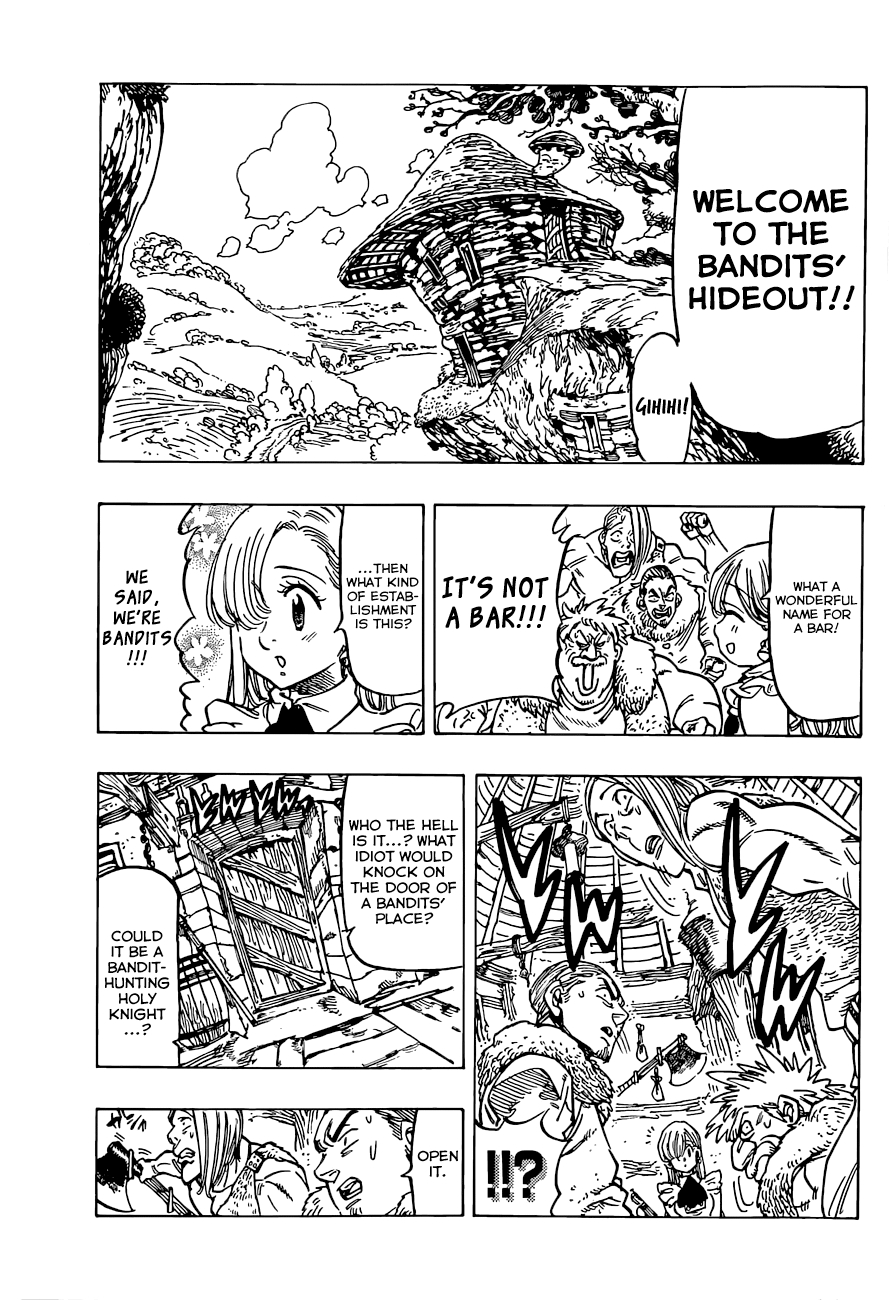 WELCOME
TO THE
BANDITS'
HIDEOUT!!
GIHIHI!
WHAT A
WONDERFUL
NAME FOR
A BAR!
IT'S NOT
A BAR!!!
...THEN
WHAT KIND
OF ESTAB-
LISHMENT
IS THIS?
WE
SAID,
WE'RE
BANDITS
!!!
!!?
WHO THE HELL
IS IT...? WHAT
IDIOT WOULD
KNOCK ON
THE DOOR OF
A BANDITS'
PLACE?
COULD
IT BE A
BANDIT-
HUNTING
HOLY
KNIGHT
...?
OPEN
IT.